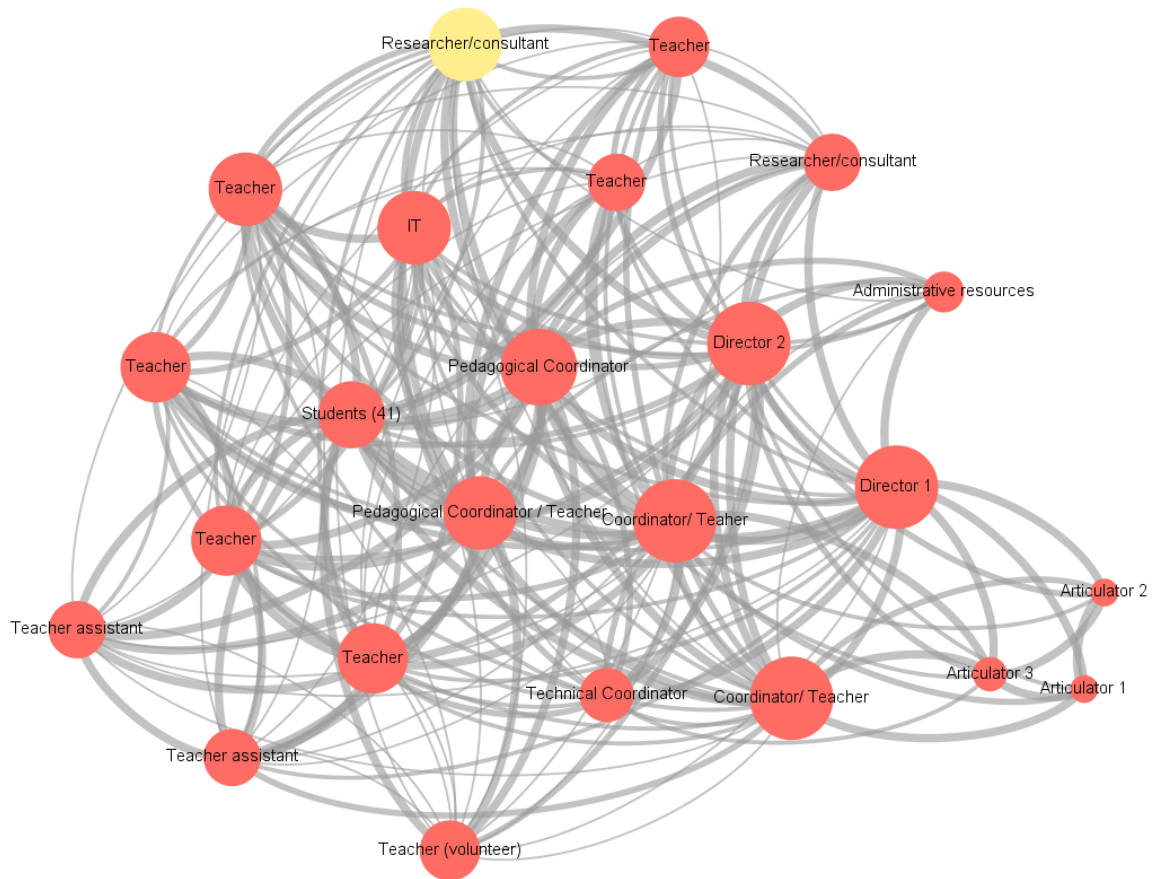 Researcher/consultant
Teacher
Researcher/consultant
Teacher
Teacher
IT
Administrative resources
Director 2
Pedagogical Coordinator
Teacher
Students (41)
Director 1
Pedagogical Coordinator / Teacher
Coordinator/ Teaher
Teacher
Articulator 2
Teacher assistant
Teacher
Articulator 3
Articulator 1
Technical Coordinator
Coordinator/ Teacher
Teacher assistant
Teacher (volunteer)